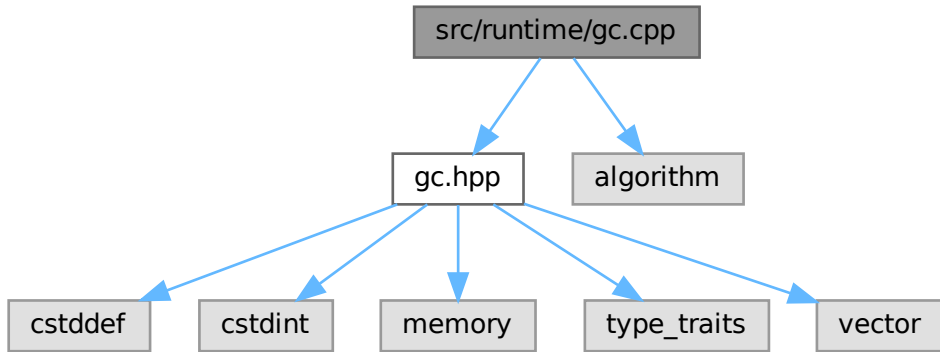 src/runtime/gc.cpp
gc.hpp
algorithm
cstddef
cstdint
memory
type_traits
vector